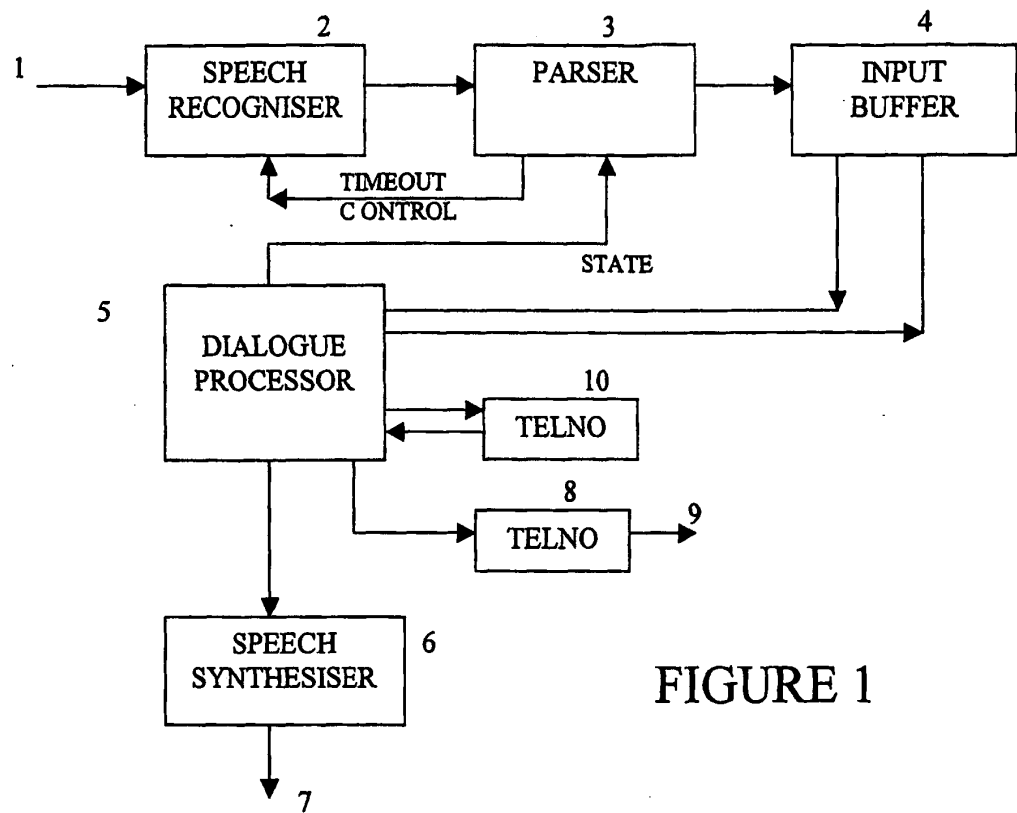 2
3
4
1
SPEECH
RECOGNISER
PARSER
INPUT
BUFFER
TIMEOUT
C ONTROL
STATE
5
DIALOGUE
PROCESSOR
10
TELNO
8
TELNO
9
SPEECH
SYNTHESISER
6
FIGURE 1
7